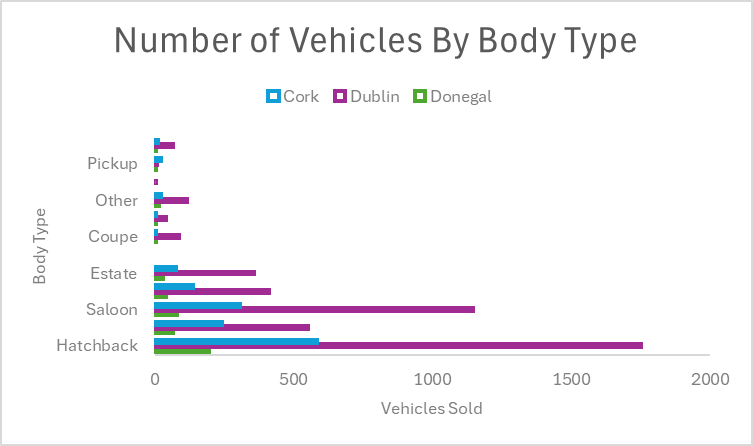 Number of Vehicles By Body Type
Cork Dublin Donegal
Pickup
Other
Coupe
Estate
Saloon
Hatchback
Body Type
0 500 1000 1500 2000
Vehicles Sold